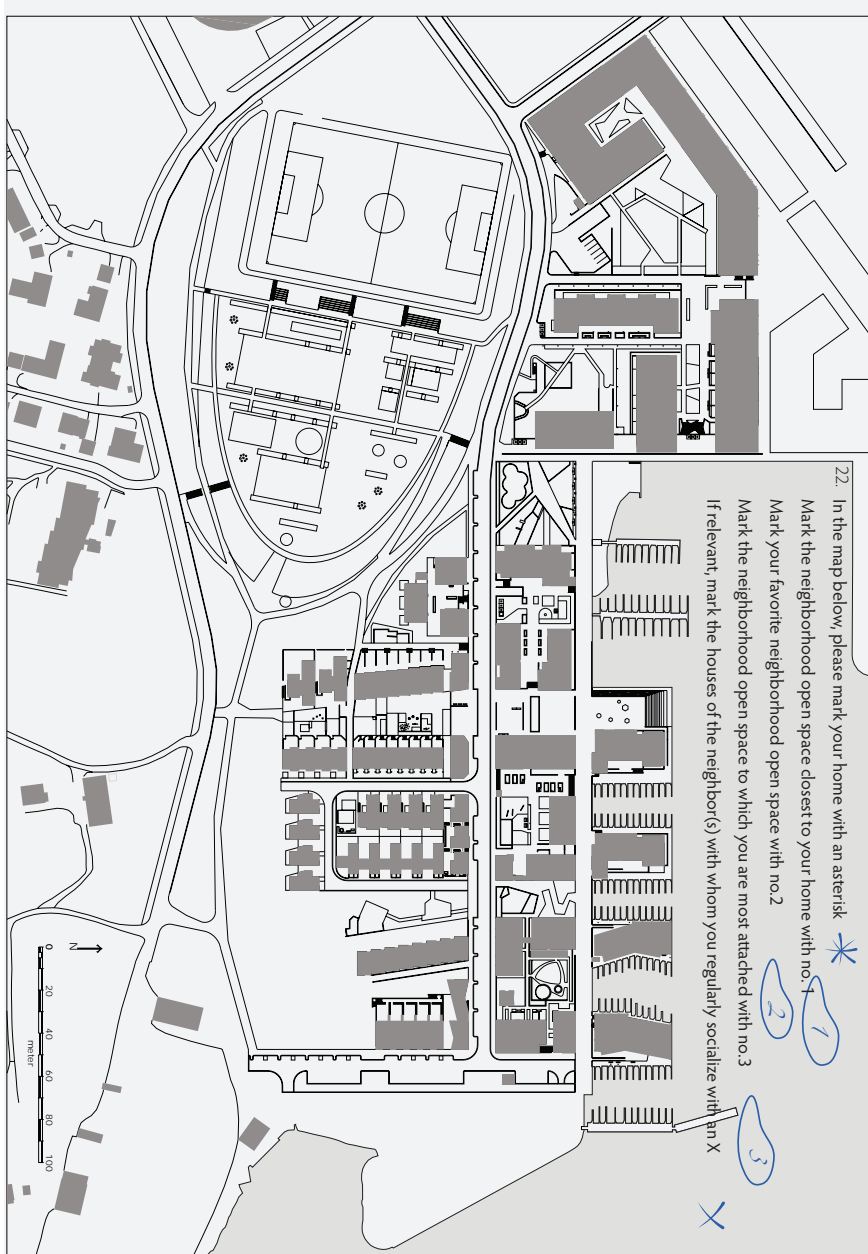 22. In the map below, please mark your home with an asterisk *
Mark the neighborhood open space closest to your home with no. 1 1
Mark your favorite neighborhood open space with no.2 2
Mark the neighborhood open space to which you are most attached with no.3 3
If relevant, mark the houses of the neighbor(s) with whom you regularly socialize with an X X
N
0 20 40 60 80 100
meter